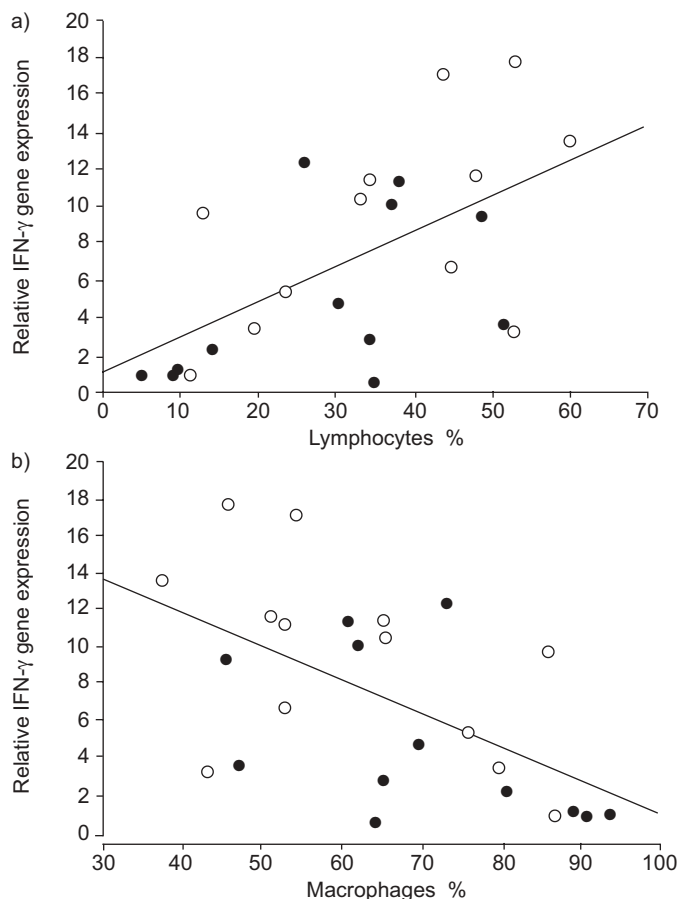 a)
20
18
16
14
12
10
8
6
4
2
0
Relative IFN-γ gene expression
0 10 20 30 40 50 60 70
Lymphocytes %
b)
20
18
16
14
12
10
8
6
4
2
0
Relative IFN-γ gene expression
30 40 50 60 70 80 90 100
Macrophages %